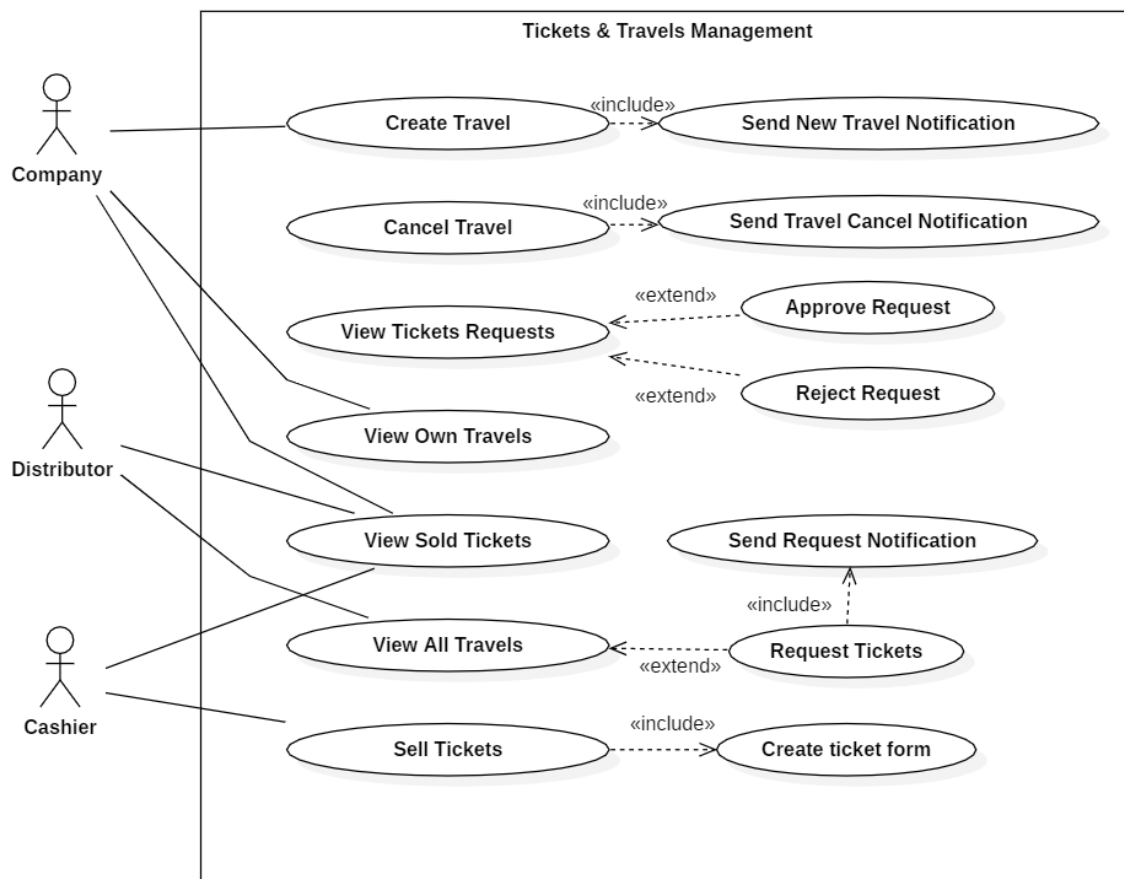 Tickets & Travels Management
Company
Create Travel
«include»
Send New Travel Notification
Cancel Travel
«include»
Send Travel Cancel Notification
View Tickets Requests
«extend»
Approve Request
«extend»
Reject Request
View Own Travels
Distributor
View Sold Tickets
Send Request Notification
«include»
View All Travels
«extend»
Request Tickets
Cashier
Sell Tickets
«include»
Create ticket form